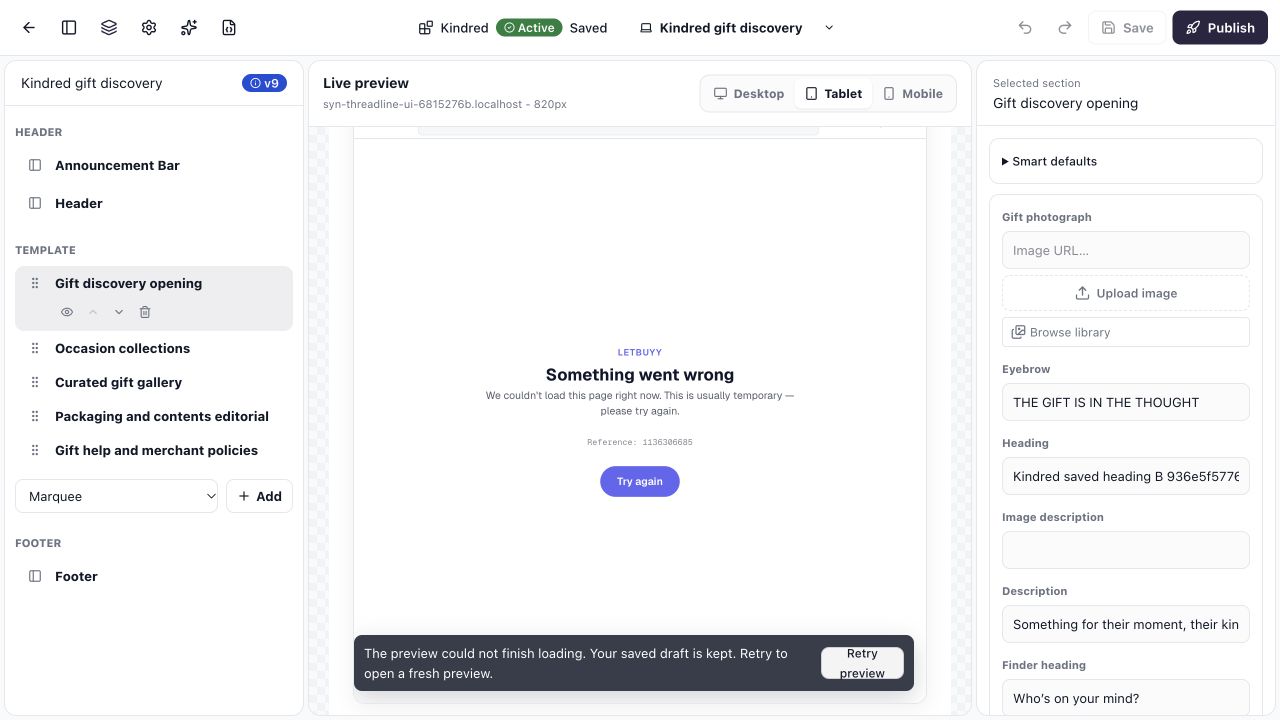 Kindred
Active
Saved
Kindred gift discovery
Save
Publish
Kindred gift discovery
v9
HEADER
Announcement Bar
Header
TEMPLATE
Gift discovery opening
Occasion collections
Curated gift gallery
Packaging and contents editorial
Gift help and merchant policies
Marquee
Add
FOOTER
Footer
Live preview
syn-threadline-ui-6815276b.localhost - 820px
Desktop
Tablet
Mobile
LETBUYY
Something went wrong
We couldn't load this page right now. This is usually temporary —
please try again.
Reference: 1136306685
Try again
The preview could not finish loading. Your saved draft is kept. Retry to
open a fresh preview.
Retry
preview
Selected section
Gift discovery opening
Smart defaults
Gift photograph
Image URL...
Upload image
Browse library
Eyebrow
THE GIFT IS IN THE THOUGHT
Heading
Kindred saved heading B 936e5f5776
Image description
Description
Something for their moment, their kin
Finder heading
Who's on your mind?